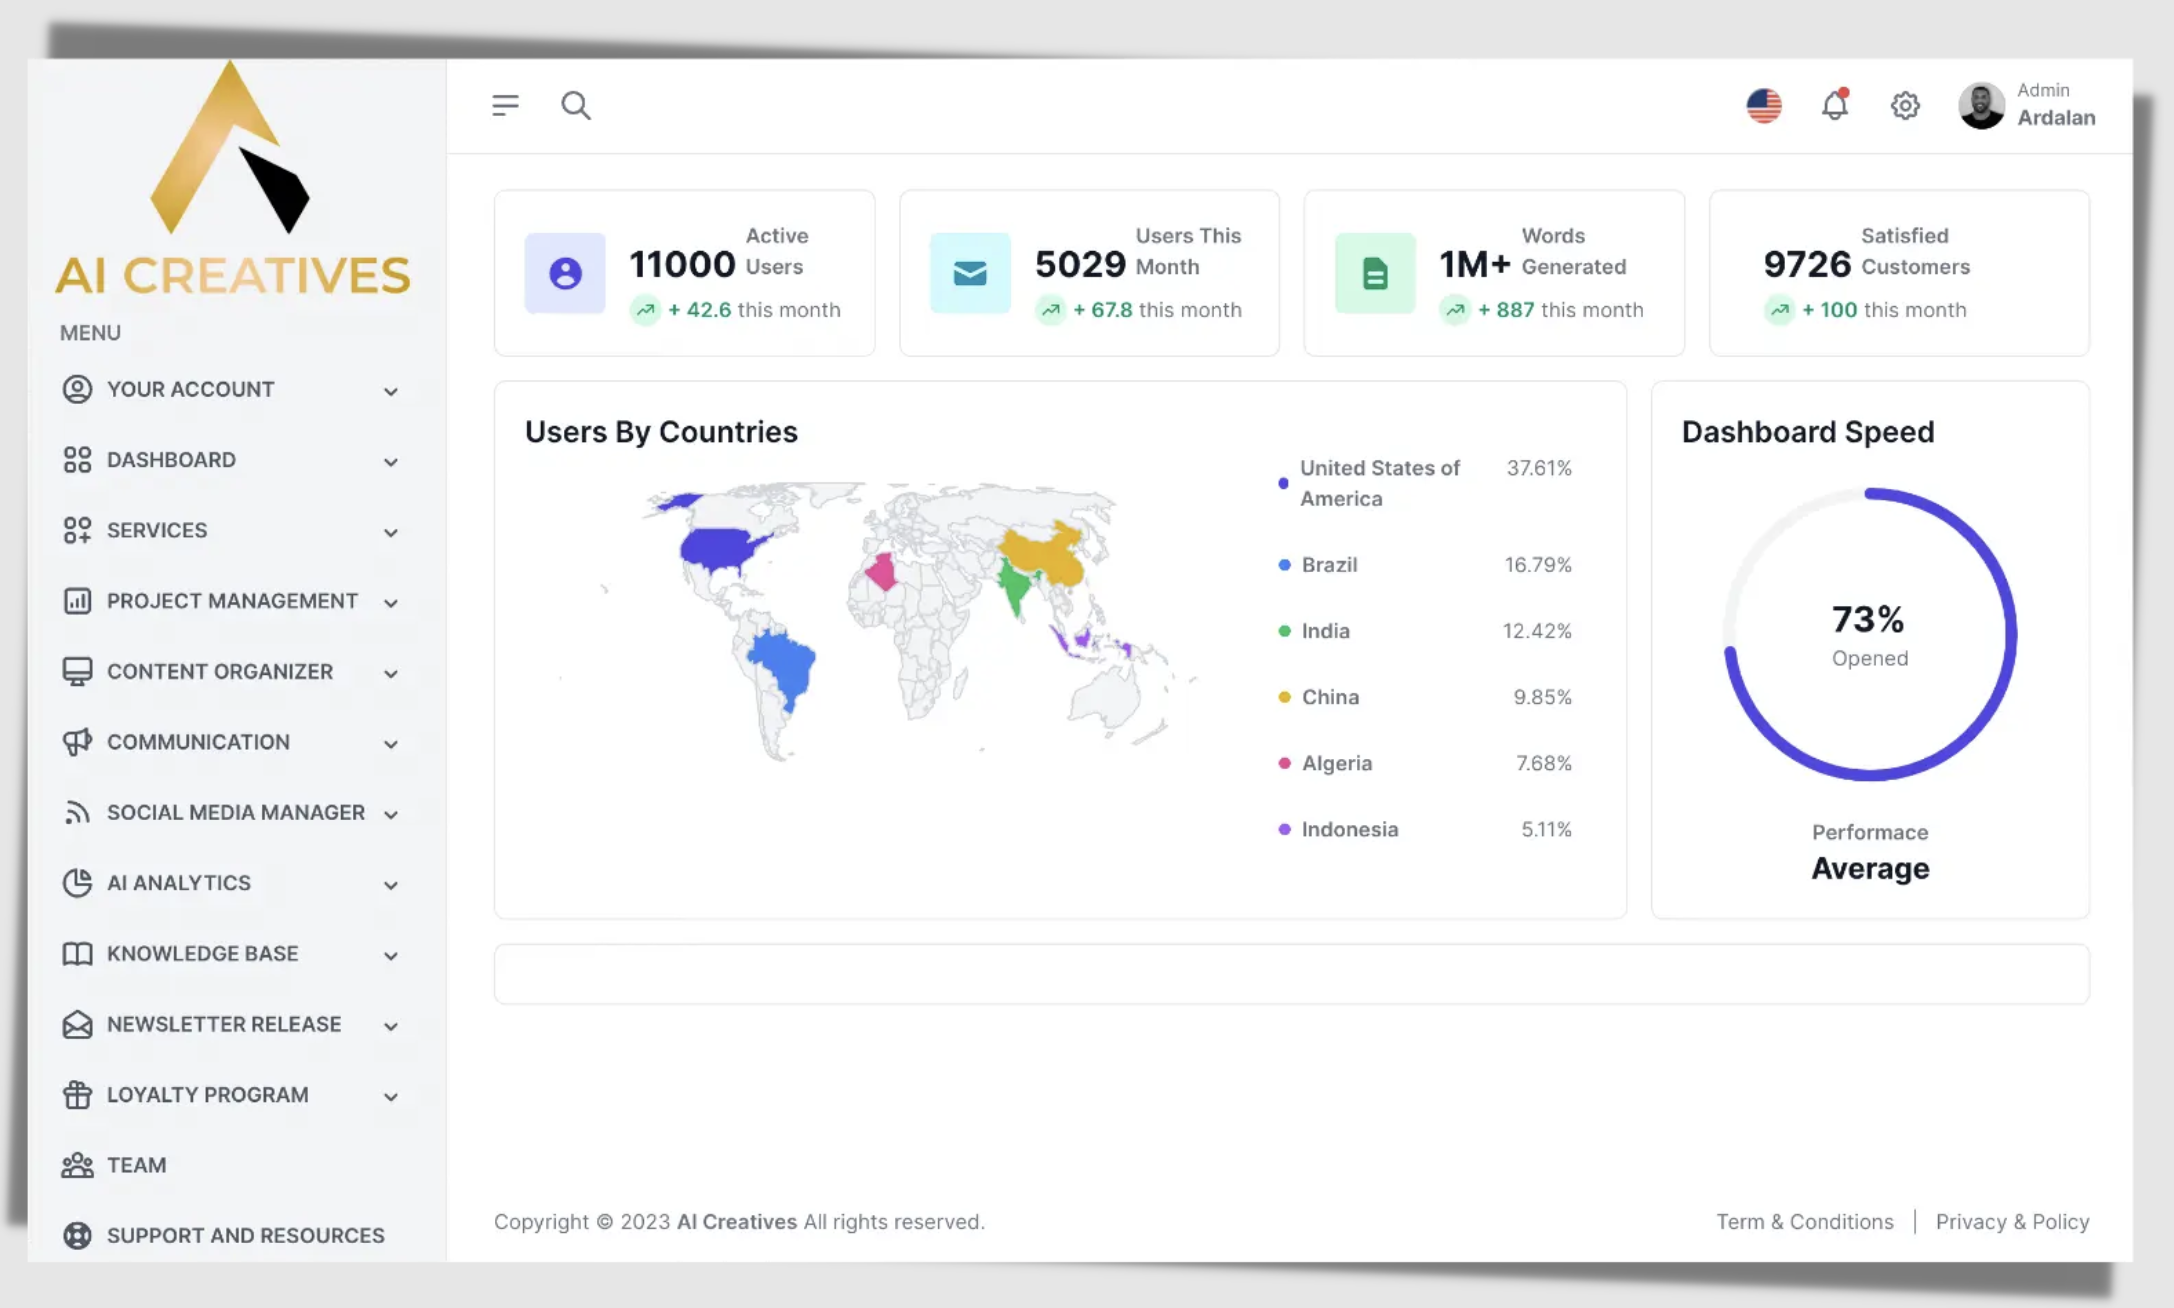 AI CREATIVES
MENU
YOUR ACCOUNT
DASHBOARD
SERVICES
PROJECT MANAGEMENT
CONTENT ORGANIZER
COMMUNICATION
SOCIAL MEDIA MANAGER
AI ANALYTICS
KNOWLEDGE BASE
NEWSLETTER RELEASE
LOYALTY PROGRAM
TEAM
SUPPORT AND RESOURCES
Admin
Ardalan
11000 Active
Users
+ 42.6 this month
5029 Users This
Month
+ 67.8 this month
1M+ Words
Generated
+ 887 this month
9726 Satisfied
Customers
+ 100 this month
Users By Countries
United States of 37.61%
America
Brazil 16.79%
India 12.42%
China 9.85%
Algeria 7.68%
Indonesia 5.11%
Dashboard Speed
73%
Opened
Performace
Average
Copyright © 2023 AI Creatives All rights reserved.
Term & Conditions | Privacy & Policy